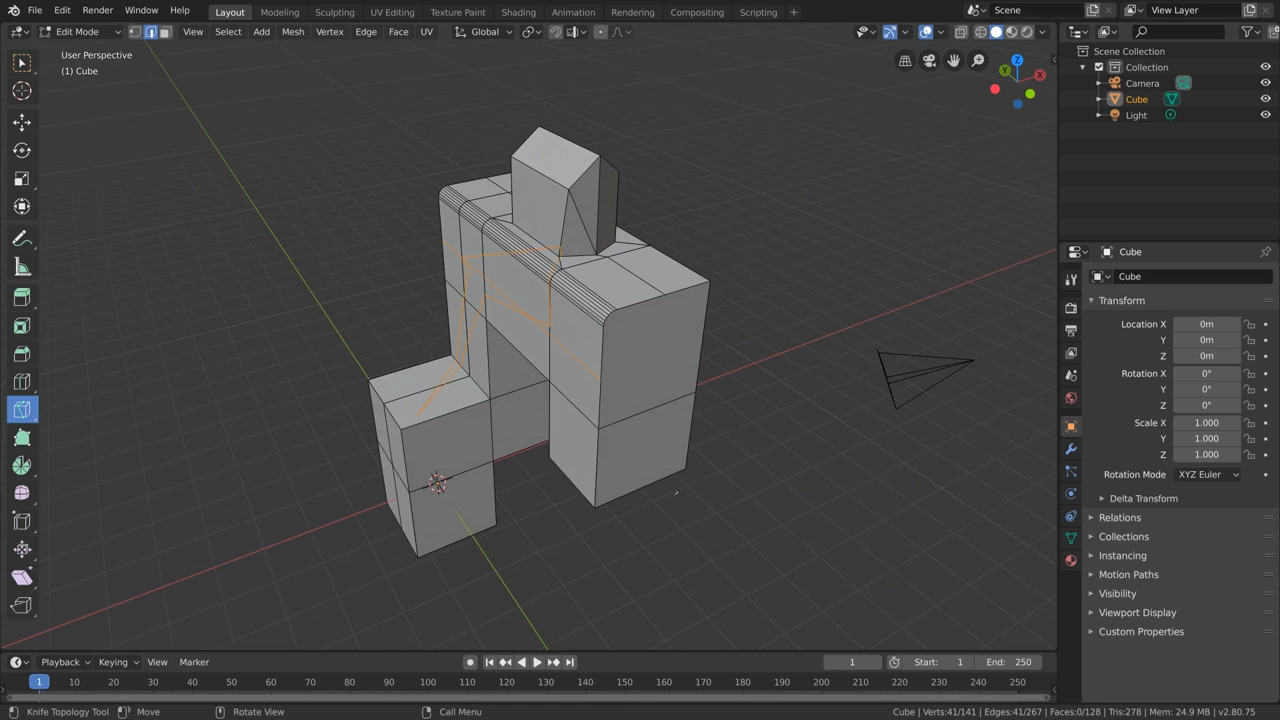 File Edit Render Window Help Layout Modeling Sculpting UV Editing Texture Paint Shading Animation Rendering Compositing Scripting + Scene View Layer
Edit Mode View Select Add Mesh Vertex Edge Face UV Global
User Perspective
(1) Cube
Z
X
Y
Scene Collection
Collection
Camera
Cube
Light
Cube
Cube
Transform
Location X 0m
Y 0m
Z 0m
Rotation X 0°
Y 0°
Z 0°
Scale X 1.000
Y 1.000
Z 1.000
Rotation Mode XYZ Euler
Delta Transform
Relations
Collections
Instancing
Motion Paths
Visibility
Viewport Display
Custom Properties
Playback Keying View Marker 1 Start: 1 End: 250
1 10 20 30 40 50 60 70 80 90 100 110 120 130 140 150 160 170 180 190 200 210 220 230 240 250
Knife Topology Tool Move Rotate View Call Menu Cube | Verts:41/141 | Edges:41/267 | Faces:0/128 | Tris:278 | Mem: 24.9 MB | v2.80.75